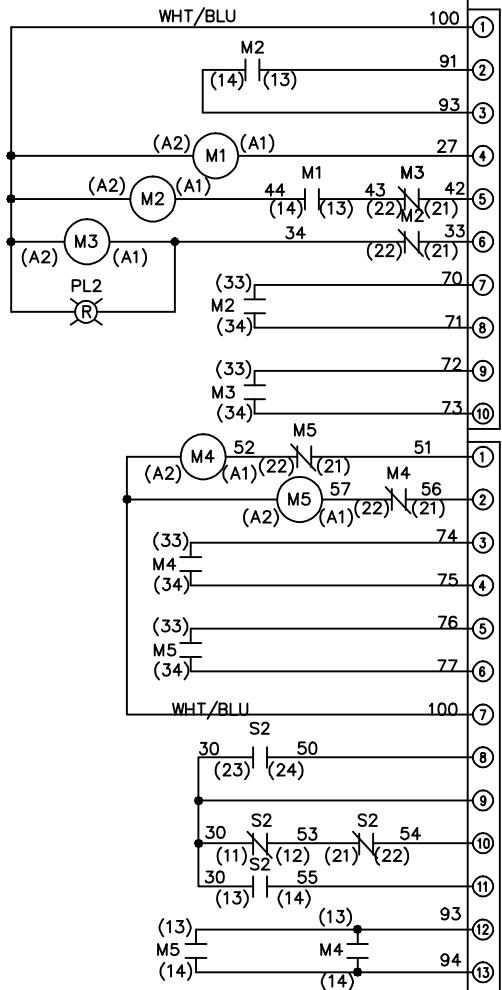 WHT/BLU 100 1
M2 91 2
(14) (13)
93 3
(A2) M1 (A1) 27 4
(A2) M2 (A1) 44 M1 43 M3 42 5
(14) (13) (22) (21)
(A2) M3 (A1) 34 M2 33 6
(22) (21)
PL2
R
(33) 70 7
M2
(34) 71 8
(33) 72 9
M3
(34) 73 10
M4 52 M5 51 1
(A2) (A1) (22) (21)
M5 57 M4 56 2
(A2) (A1) (22) (21)
(33) 74 3
M4
(34) 75 4
(33) 76 5
M5
(34) 77 6
WHT/BLU 100 7
S2
30 50 8
(23) (24)
9
S2 S2
30 53 54 10
(11) (12) (21) (22)
30 55 11
(13) (14)
(13) (13) 93 12
M5 M4
(14) (14) 94 13